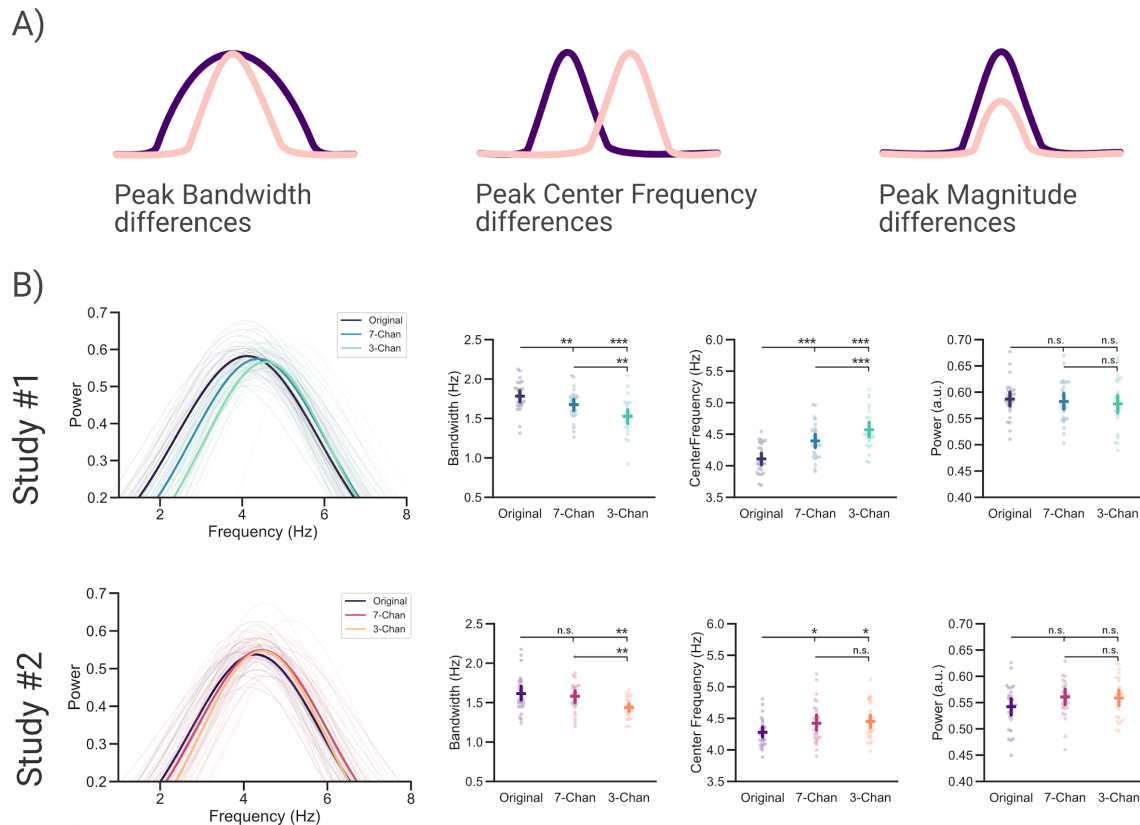 A)
Peak Bandwidth
differences
Peak Center Frequency
differences
Peak Magnitude
differences
B)
Study #1
0.7
0.6
0.5
0.4
0.3
0.2
Power
2
4
6
8
Frequency (Hz)
Original
7-Chan
3-Chan
2.5
2.0
1.5
1.0
0.5
Bandwidth (Hz)
** ***
**
Original 7-Chan 3-Chan
6.0
5.5
5.0
4.5
4.0
3.5
CenterFrequency (Hz)
*** ***
***
Original 7-Chan 3-Chan
0.70
0.65
0.60
0.55
0.50
0.45
0.40
Power (a.u.)
n.s. n.s.
n.s.
Original 7-Chan 3-Chan
Study #2
0.7
0.6
0.5
0.4
0.3
0.2
Power
2
4
6
8
Frequency (Hz)
Original
7-Chan
3-Chan
2.5
2.0
1.5
1.0
0.5
Bandwidth (Hz)
n.s. **
**
Original 7-Chan 3-Chan
6.0
5.5
5.0
4.5
4.0
3.5
Center Frequency (Hz)
* *
n.s.
Original 7-Chan 3-Chan
0.70
0.65
0.60
0.55
0.50
0.45
0.40
Power (a.u.)
n.s. n.s.
n.s.
Original 7-Chan 3-Chan